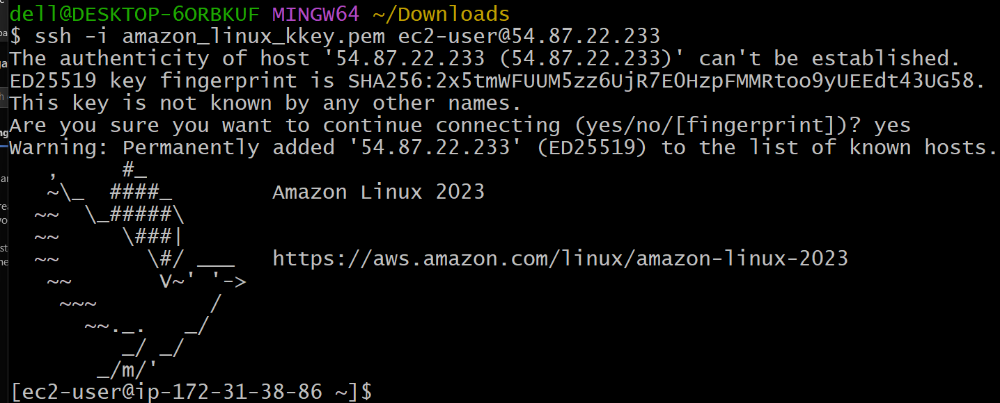 dell@DESKTOP-6ORBKUF MINGW64 ~/Downloads
$ ssh -i amazon_linux_kkey.pem ec2-user@54.87.22.233
The authenticity of host '54.87.22.233 (54.87.22.233)' can't be established.
ED25519 key fingerprint is SHA256:2x5tmWFUUM5zz6UjR7EOHzpFMMRtoo9yUEEdt43UG58.
This key is not known by any other names.
Are you sure you want to continue connecting (yes/no/[fingerprint])? yes
Warning: Permanently added '54.87.22.233' (ED25519) to the list of known hosts.
   ,     #_
   ~\_  ####_        Amazon Linux 2023
  ~~  \_#####\
  ~~     \###|
  ~~       \#/ ___   https://aws.amazon.com/linux/amazon-linux-2023
   ~~       V~' '->
    ~~~         /
      ~~._.   _/
         _/ _/
       _/m/'
[ec2-user@ip-172-31-38-86 ~]$